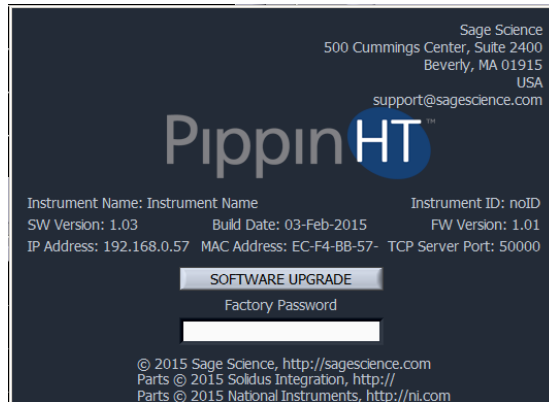 Sage Science
500 Cummings Center, Suite 2400
Beverly, MA 01915
USA
support@sagescience.com
Pippin HT™
Instrument Name: Instrument Name Instrument ID: noID
SW Version: 1.03 Build Date: 03-Feb-2015 FW Version: 1.01
IP Address: 192.168.0.57 MAC Address: EC-F4-BB-57- TCP Server Port: 50000
SOFTWARE UPGRADE
Factory Password
© 2015 Sage Science, http://sagescience.com
Parts © 2015 Solidus Integration, http://
Parts © 2015 National Instruments, http://ni.com